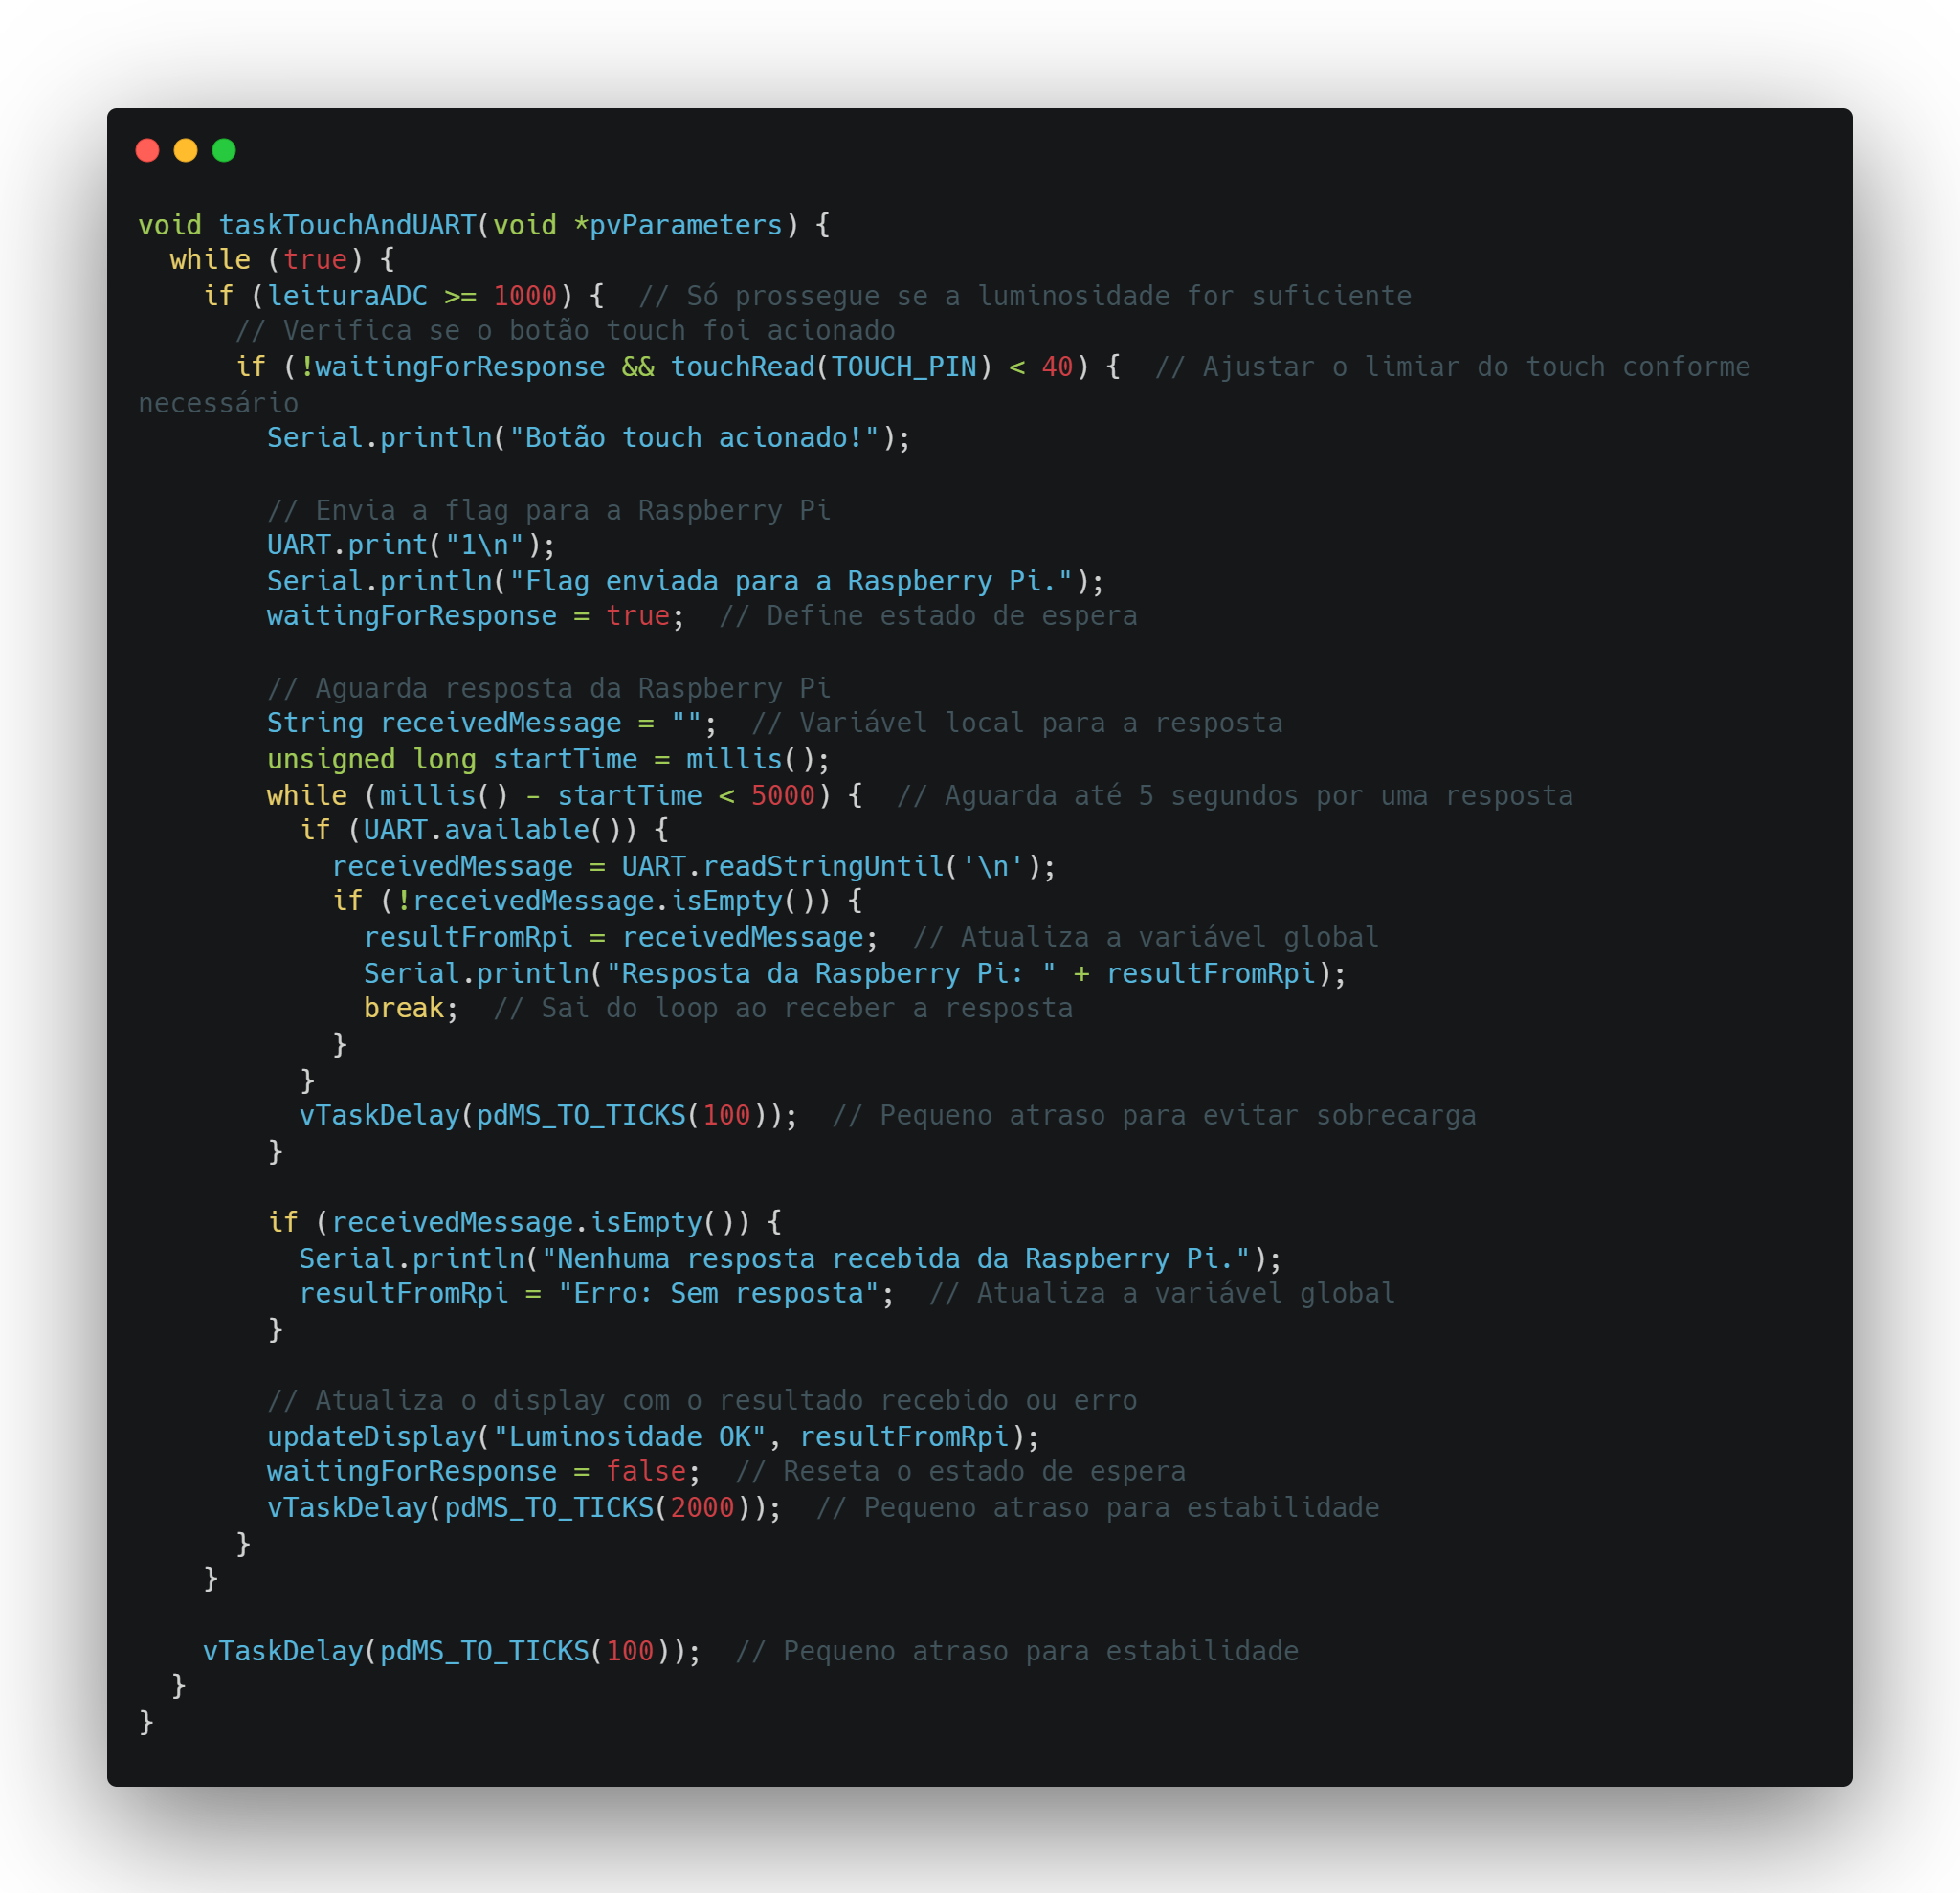 void taskTouchAndUART(void *pvParameters) {
  while (true) {
    if (leituraADC >= 1000) {  // Só prossegue se a luminosidade for suficiente
      // Verifica se o botão touch foi acionado
      if (!waitingForResponse && touchRead(TOUCH_PIN) < 40) {  // Ajustar o limiar do touch conforme
necessário
        Serial.println("Botão touch acionado!");

        // Envia a flag para a Raspberry Pi
        UART.print("1\n");
        Serial.println("Flag enviada para a Raspberry Pi.");
        waitingForResponse = true;  // Define estado de espera

        // Aguarda resposta da Raspberry Pi
        String receivedMessage = "";  // Variável local para a resposta
        unsigned long startTime = millis();
        while (millis() - startTime < 5000) {  // Aguarda até 5 segundos por uma resposta
          if (UART.available()) {
            receivedMessage = UART.readStringUntil('\n');
            if (!receivedMessage.isEmpty()) {
              resultFromRpi = receivedMessage;  // Atualiza a variável global
              Serial.println("Resposta da Raspberry Pi: " + resultFromRpi);
              break;  // Sai do loop ao receber a resposta
            }
          }
          vTaskDelay(pdMS_TO_TICKS(100));  // Pequeno atraso para evitar sobrecarga
        }

        if (receivedMessage.isEmpty()) {
          Serial.println("Nenhuma resposta recebida da Raspberry Pi.");
          resultFromRpi = "Erro: Sem resposta";  // Atualiza a variável global
        }

        // Atualiza o display com o resultado recebido ou erro
        updateDisplay("Luminosidade OK", resultFromRpi);
        waitingForResponse = false;  // Reseta o estado de espera
        vTaskDelay(pdMS_TO_TICKS(2000));  // Pequeno atraso para estabilidade
      }
    }

    vTaskDelay(pdMS_TO_TICKS(100));  // Pequeno atraso para estabilidade
  }
}